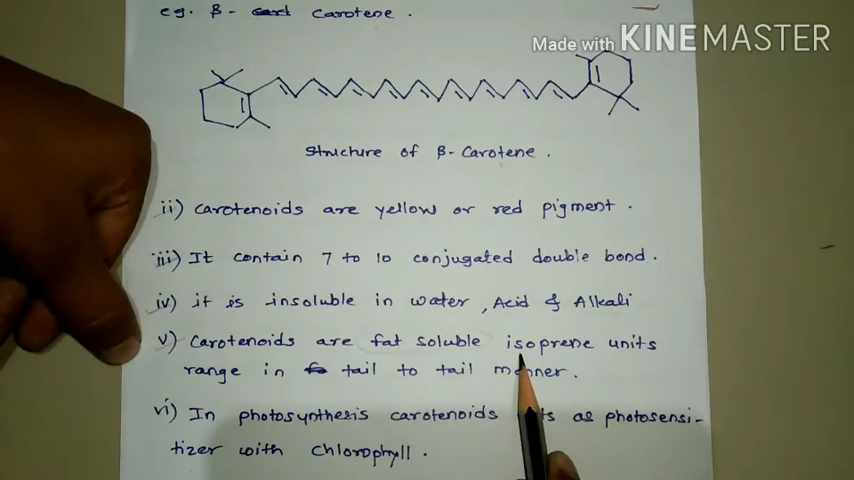 eg. β- carotene.
Made with KINEMASTER
structure of β-carotene.
ii) carotenoids are yellow or red pigment.
iii) It contain 7 to 10 conjugated double bond.
iv) it is insoluble in water, Acid & Alkali
v) Carotenoids are fat soluble isoprene units
range in tail to tail manner.
vi) In photosynthesis carotenoids as photosensi-
tizer with chlorophyll.